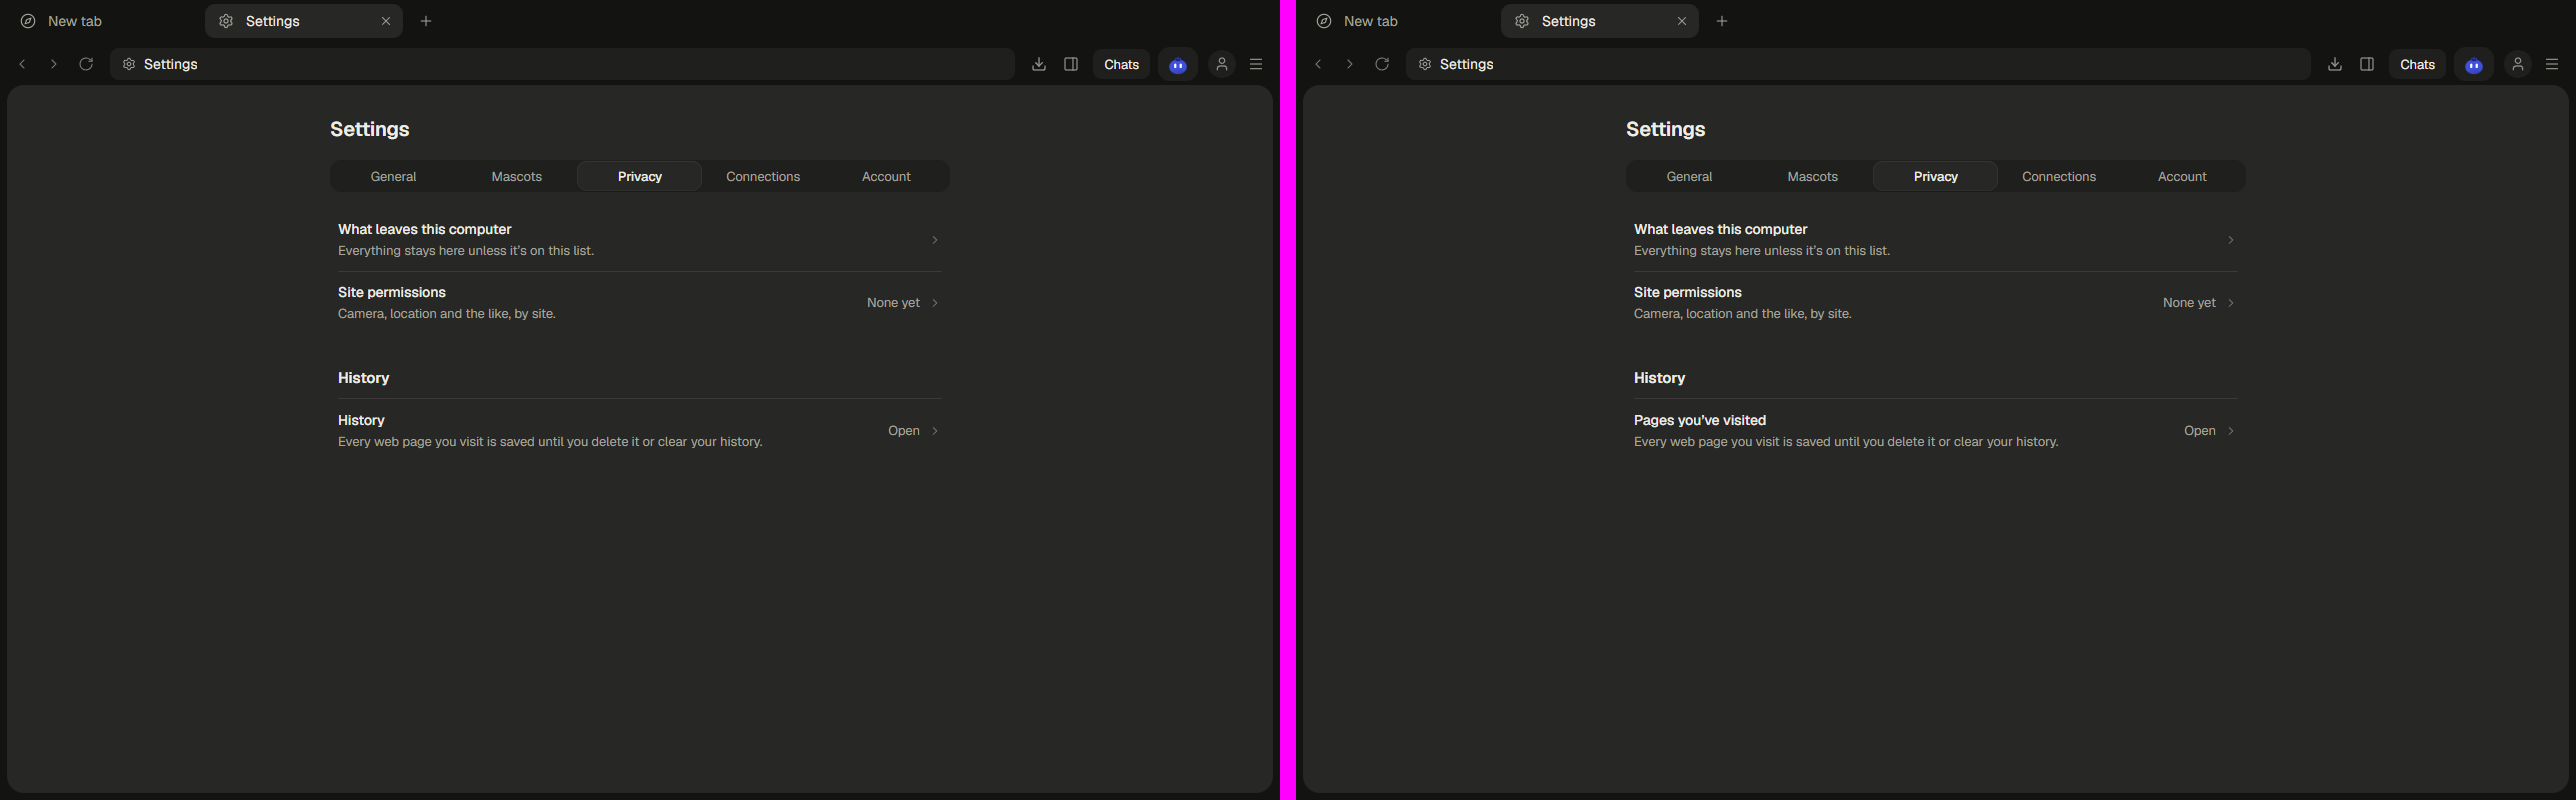 New tab
Settings
Settings
Chats
Settings
General Mascots Privacy Connections Account
What leaves this computer
Everything stays here unless it’s on this list.
Site permissions
Camera, location and the like, by site.
None yet
History
History
Every web page you visit is saved until you delete it or clear your history.
Open
New tab
Settings
Settings
Chats
Settings
General Mascots Privacy Connections Account
What leaves this computer
Everything stays here unless it’s on this list.
Site permissions
Camera, location and the like, by site.
None yet
History
Pages you’ve visited
Every web page you visit is saved until you delete it or clear your history.
Open